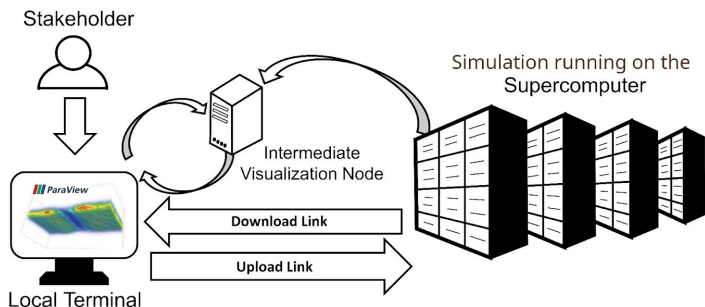 Stakeholder
Simulation running on the
Supercomputer
Intermediate
Visualization Node
ParaView
Download Link
Upload Link
Local Terminal